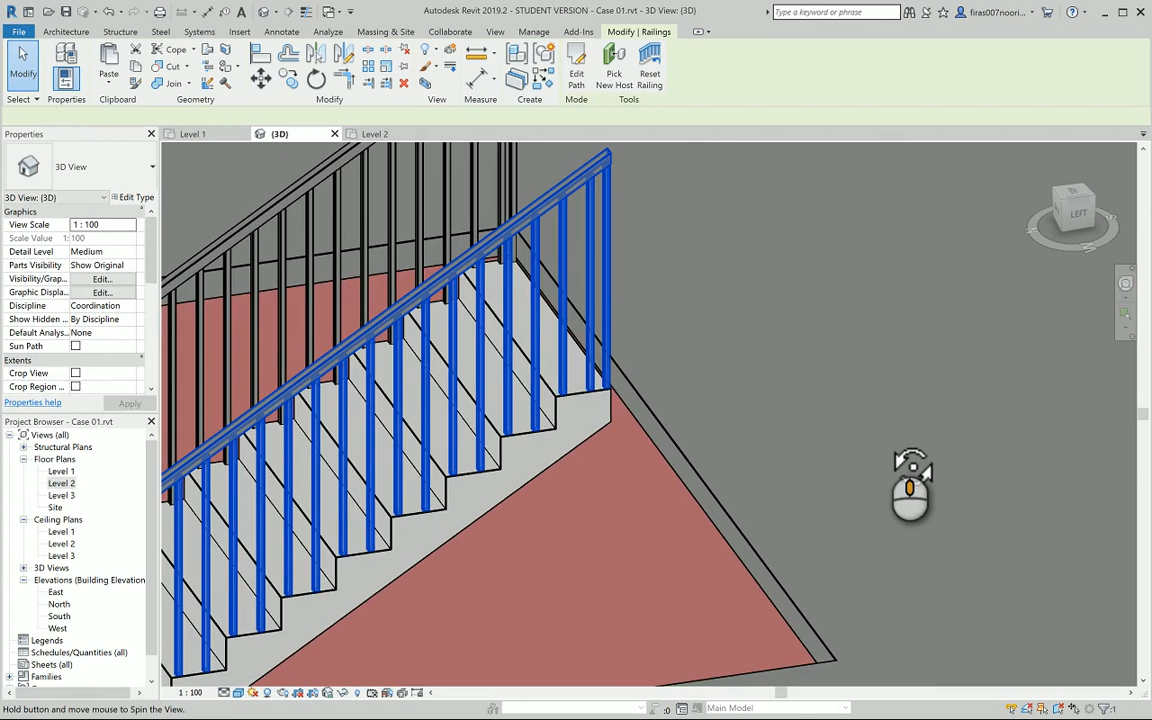 Autodesk Revit 2019.2 - STUDENT VERSION - Case 01.rvt - 3D View: {3D}
Type a keyword or phrase
firas007noori...
File Architecture Structure Steel Systems Insert Annotate Analyze Massing & Site Collaborate View Manage Add-Ins Modify | Railings
Cope
Cut
Join
Modify
Paste
Edit Path
Pick New Host
Reset Railing
Select Properties Clipboard Geometry Modify View Measure Create Mode Tools
Properties
Level 1
{3D}
Level 2
3D View
3D View: {3D}
Edit Type
Graphics
View Scale 1 : 100
Scale Value 1: 100
Detail Level Medium
Parts Visibility Show Original
Visibility/Grap... Edit...
Graphic Displa... Edit...
Discipline Coordination
Show Hidden ... By Discipline
Default Analys... None
Sun Path
Extents
Crop View
Crop Region ...
Properties help
Apply
Project Browser - Case 01.rvt
Views (all)
Structural Plans
Floor Plans
Level 1
Level 2
Level 3
Site
Ceiling Plans
Level 1
Level 2
Level 3
3D Views
Elevations (Building Elevation
East
North
South
West
Legends
Schedules/Quantities (all)
Sheets (all)
Families
LEFT
1 : 100
Hold button and move mouse to Spin the View.
:0
Main Model
:1